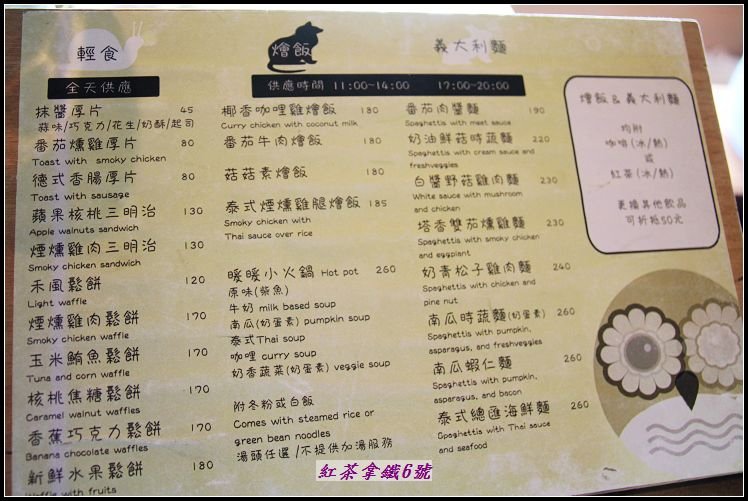 輕食
全天供應
抹醬厚片 45
蒜味/巧克力/花生/奶酥/起司
番茄燻雞厚片 80
Toast with smoky chicken
德式香腸厚片 80
Toast with sausage
蘋果核桃三明治 130
Apple walnuts sandwich
煙燻雞肉三明治 130
Smoky chicken sandwich
禾風鬆餅 120
Light waffle
煙燻雞肉鬆餅 170
Smoky chicken waffle
玉米鮪魚鬆餅 170
Tuna and corn waffle
核桃焦糖鬆餅 170
Caramel walnut waffles
香蕉巧克力鬆餅 170
Banana chocolate waffles
新鮮水果鬆餅 180
Waffle with fruits
燴飯
義大利麵
供應時間 11:00~14:00 17:00~20:00
椰香咖哩雞燴飯 180
Curry chicken with coconut milk
番茄牛肉燴飯 180
菇菇素燴飯 180
泰式煙燻雞腿燴飯 185
Smoky chicken with
Thai sauce over rice
暖暖小火鍋 Hot pot 260
原味(柴魚)
牛奶 milk based soup
南瓜(奶蛋素) pumpkin soup
泰式Thai soup
咖哩 curry soup
奶香蔬菜(奶蛋素) veggie soup
附冬粉或白飯
Comes with steamed rice or
green bean noodles
湯頭任選/不提供加湯服務
番茄肉醬麵 190
Spaghettis with meet sauce
奶油鮮菇時蔬麵 220
Spaghettis with cream sauce and
freshveggies
白醬野菇雞肉麵 230
White sauce with mushroom
and chicken
塔香雙茄燻雞麵 230
Spaghettis with smoky chicken
and eggplant
奶青松子雞肉麵 240
Spaghettis with chicken and
pine nut
南瓜時蔬麵(奶蛋素) 260
Spaghettis with pumpkin,
asparagus, and freshveggies
南瓜蝦仁麵 260
Spaghettis with pumpkin,
asparagus, and bacon
泰式總匯海鮮麵 260
Spaghettis with Thai sauce
and seafood
燴飯&義大利麵
均附
咖啡(冰/熱)
或
紅茶(冰/熱)
更換其他飲品
可折抵50元
紅茶拿鐵6號